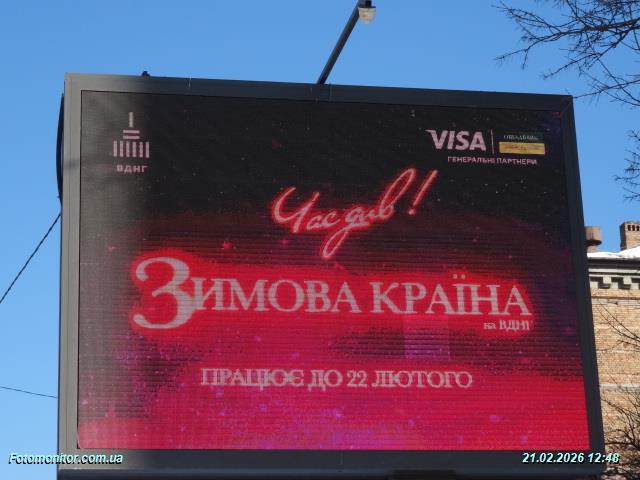 ВДНГ
VISA
ОЩАДБАНК
ГЕНЕРАЛЬНІ ПАРТНЕРИ
Час див!
ЗИМОВА КРАЇНА
на ВДНГ
ПРАЦЮЄ ДО 22 ЛЮТОГО
Fotomonitor.com.ua
21.02.2026 12:48